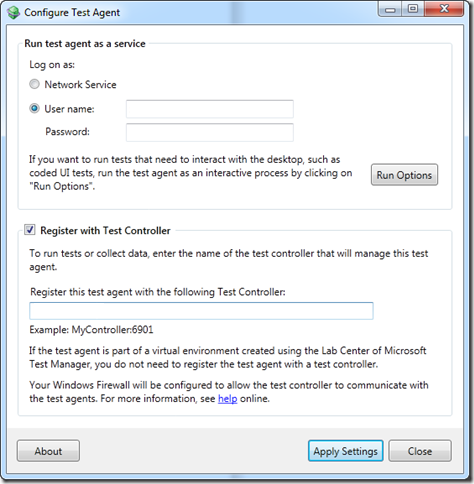 Configure Test Agent
Run test agent as a service
Log on as:
Network Service
User name:
Password:
If you want to run tests that need to interact with the desktop, such as
coded UI tests, run the test agent as an interactive process by clicking on
"Run Options".
Run Options
Register with Test Controller
To run tests or collect data, enter the name of the test controller that will manage this test
agent.
Register this test agent with the following Test Controller:
Example: MyController:6901
If the test agent is part of a virtual environment created using the Lab Center of Microsoft
Test Manager, you do not need to register the test agent with a test controller.
Your Windows Firewall will be configured to allow the test controller to communicate with
the test agents. For more information, see help online.
About
Apply Settings
Close